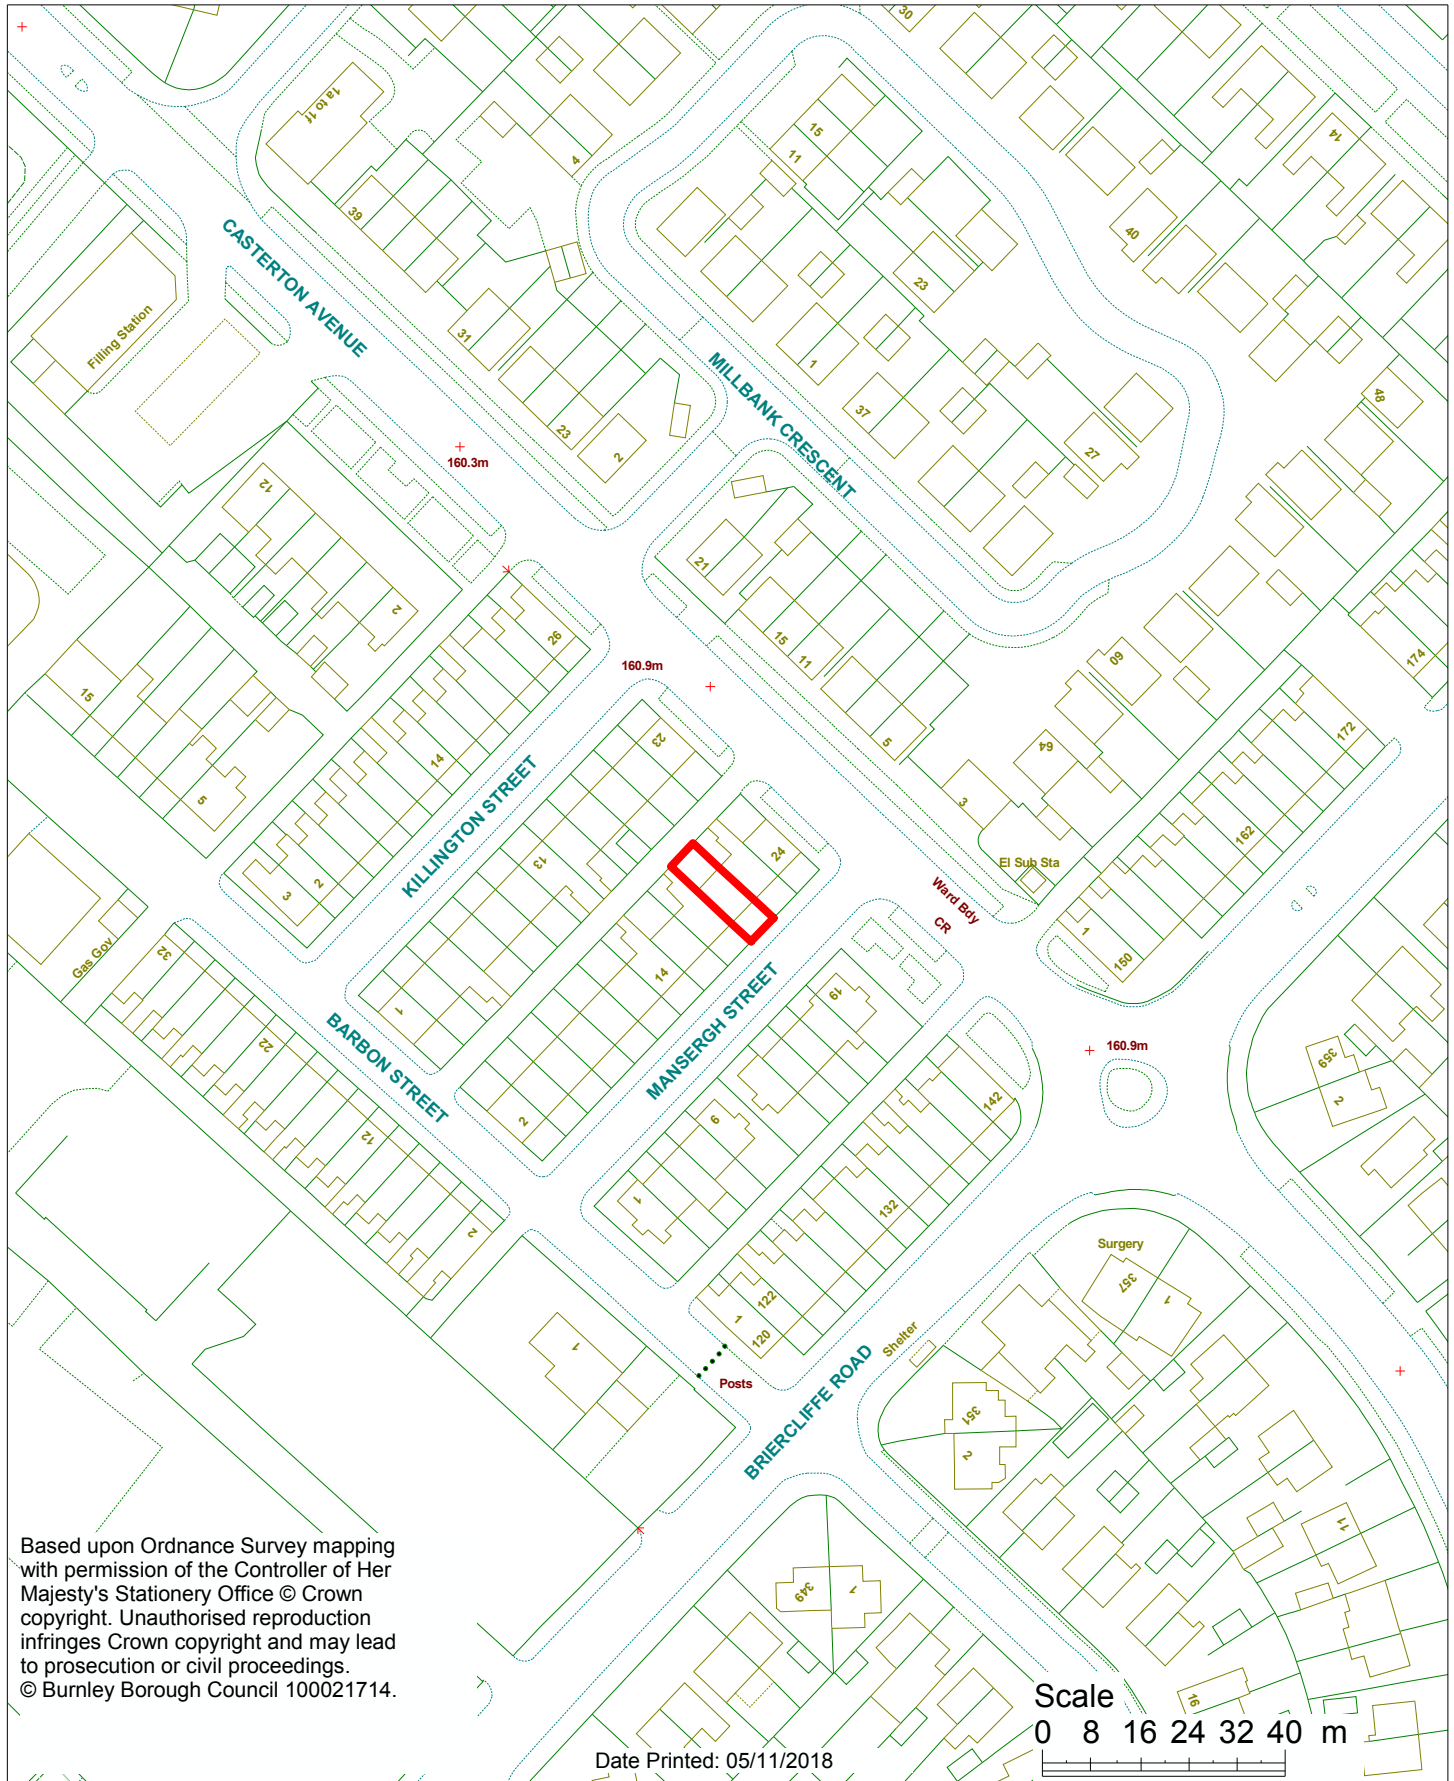 30
1a to 1f
15
11
4
14
39
40
CASTERTON AVENUE
23
Filling Station
31
MILLBANK CRESCENT
1
37
48
23
2
27
160.3m
12
21
2
26
15
11
60
174
160.9m
15
5
23
64
172
14
KILLINGTON STREET
5
3
162
13
24
El Sub Sta
2
3
Ward Bdy
CR
1
150
Gas Gov
32
14
MANSERGH STREET
19
1
BARBON STREET
22
160.9m
359
2
142
2
9
12
1
132
2
Surgery
357
1
122
1
120
1
Shelter
BRIERCLIFFE ROAD
Posts
351
2
11
349
1
16
Based upon Ordnance Survey mapping
with permission of the Controller of Her
Majesty's Stationery Office © Crown
copyright. Unauthorised reproduction
infringes Crown copyright and may lead
to prosecution or civil proceedings.
© Burnley Borough Council 100021714.
Scale
0 8 16 24 32 40 m
Date Printed: 05/11/2018